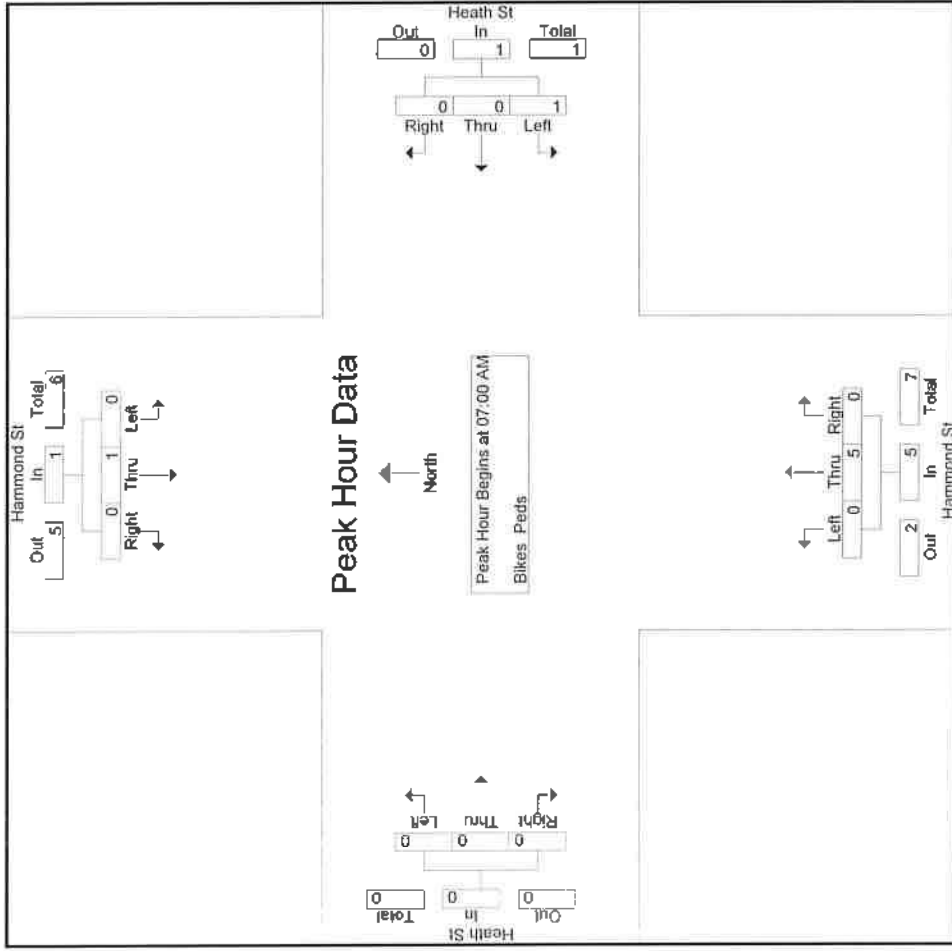 Heath St
Out In Tolal
0 1 1
0 0 1
Right Thru Left
Hammond St
Out In Total
5 1 6
0 1 0
Right Thru Left
Peak Hour Data
North
Peak Hour Begins at 07:00 AM
Bikes Peds
Left Thru Right
0 5 0
2 5 7
Out In Total
Hammond St
Left Thru Right
0 0 0
0 0 0
Total In Out
Heath St